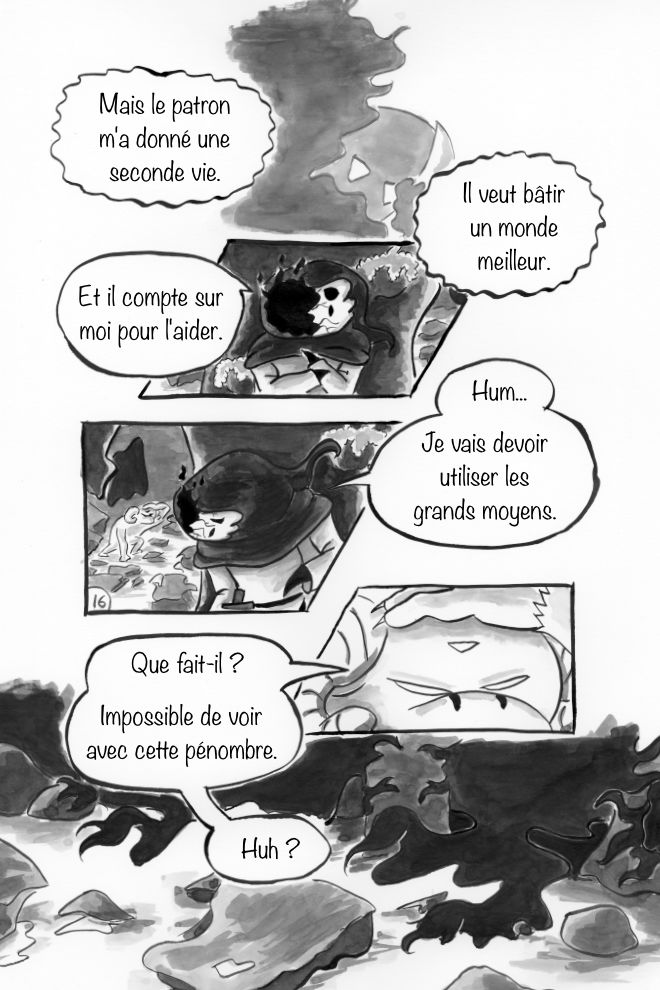 Mais le patron
m'a donné une
seconde vie.
Il veut bâtir
un monde
meilleur.
Et il compte sur
moi pour l'aider.
Hum...
Je vais devoir
utiliser les
grands moyens.
16
Que fait-il ?
Impossible de voir
avec cette pénombre.
Huh ?